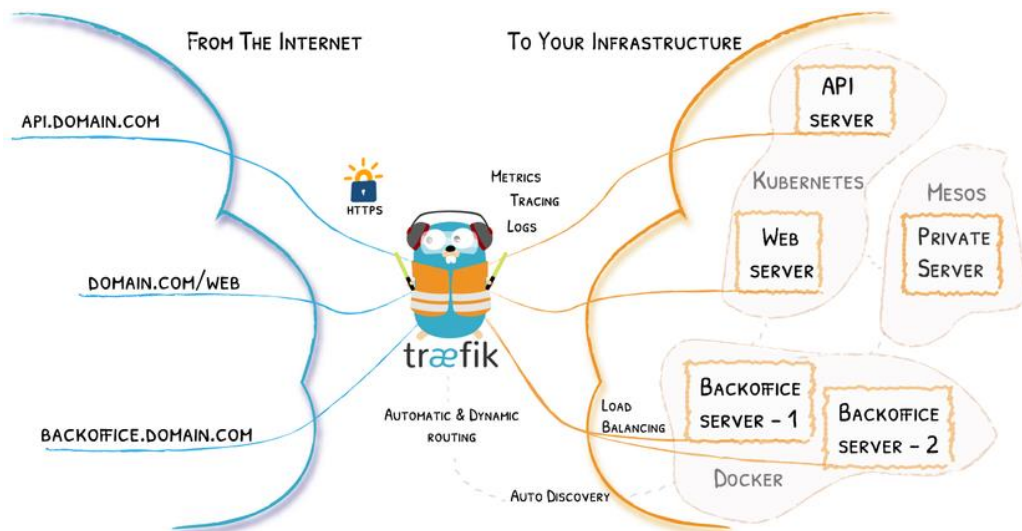 FROM THE INTERNET
TO YOUR INFRASTRUCTURE
API.DOMAIN.COM
API
SERVER
HTTPS
METRICS
TRACING
LOGS
KUBERNETES
MESOS
WEB
SERVER
PRIVATE
SERVER
DOMAIN.COM/WEB
træfik
BACKOFFICE.DOMAIN.COM
AUTOMATIC & DYNAMIC
ROUTING
LOAD
BALANCING
BACKOFFICE
SERVER - 1
BACKOFFICE
SERVER - 2
DOCKER
AUTO DISCOVERY